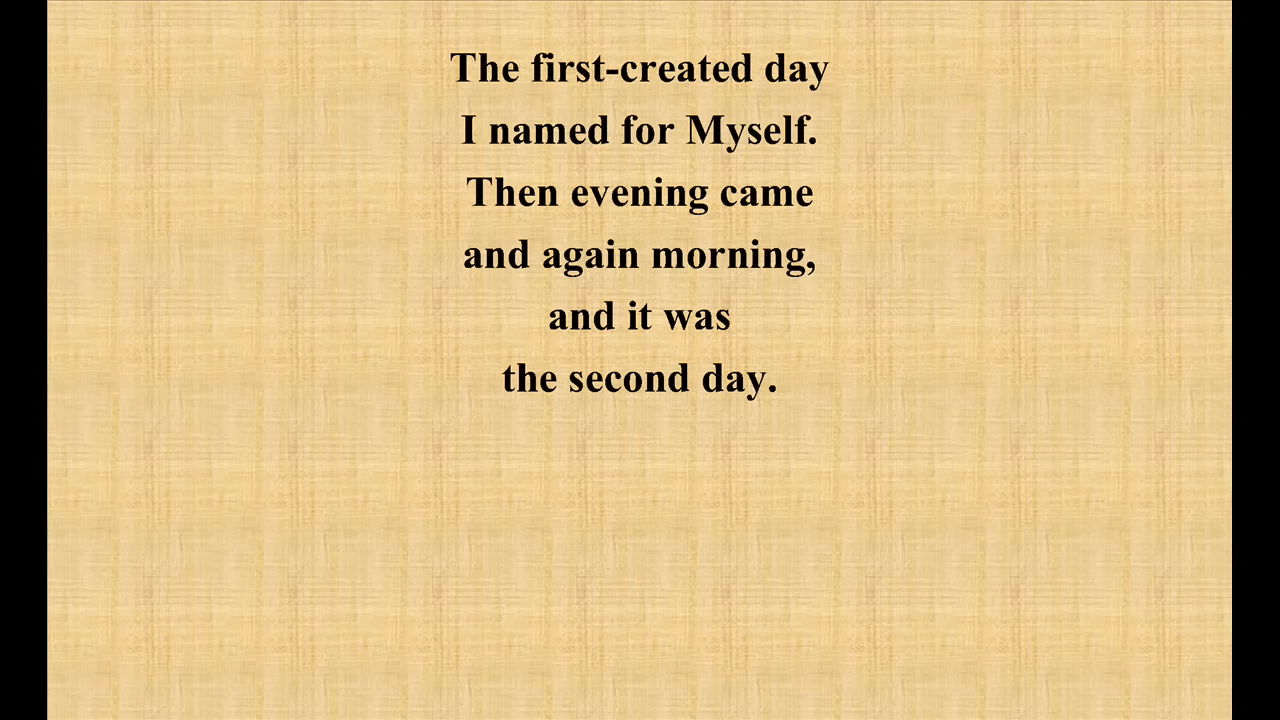 The first-created day
I named for Myself.
Then evening came
and again morning,
and it was
the second day.